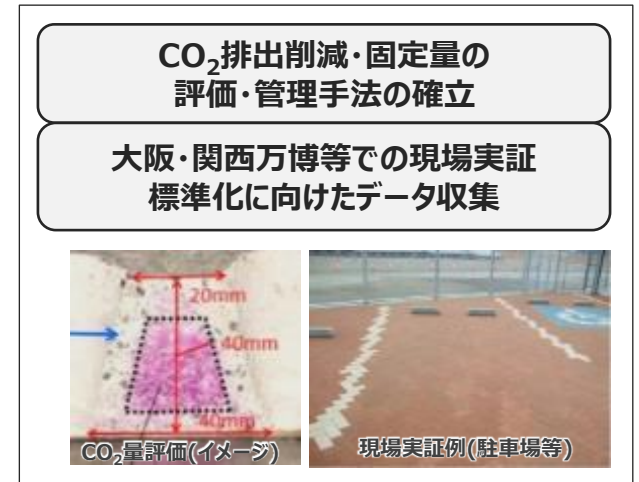 CO₂排出削減・固定量の
評価・管理手法の確立
大阪・関西万博等での現場実証
標準化に向けたデータ収集
20mm
40mm
40mm
CO₂量評価(イメージ)
現場実証例(駐車場等)